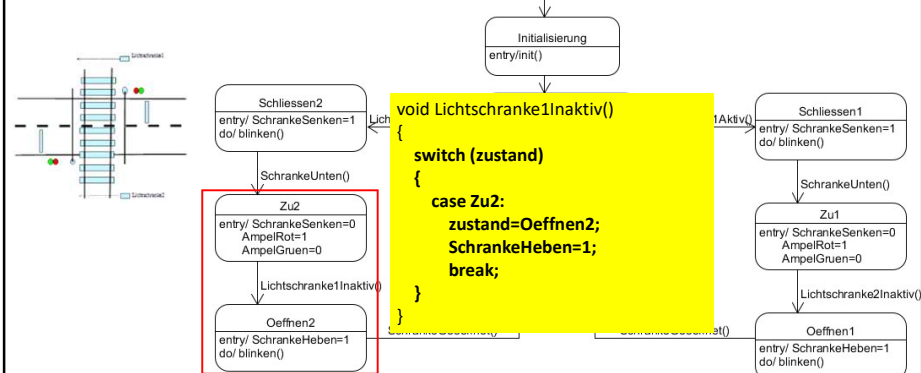 Initialisierung
entry/init()
Lichtschranke1
Schliessen2
entry/ SchrankeSenken=1
do/ blinken()
SchrankeUnten()
Zu2
entry/ SchrankeSenken=0
AmpelRot=1
AmpelGruen=0
Lichtschranke1Inaktiv()
Oeffnen2
entry/ SchrankeHeben=1
do/ blinken()
Lichtschranke2
void Lichtschranke1Inaktiv()
{
switch (zustand)
{
case Zu2:
zustand=Oeffnen2;
SchrankeHeben=1;
break;
}
}
1Aktiv()
Schliessen1
entry/ SchrankeSenken=1
do/ blinken()
SchrankeUnten()
Zu1
entry/ SchrankeSenken=0
AmpelRot=1
AmpelGruen=0
Lichtschranke2Inaktiv()
Oeffnen1
entry/ SchrankeHeben=1
do/ blinken()